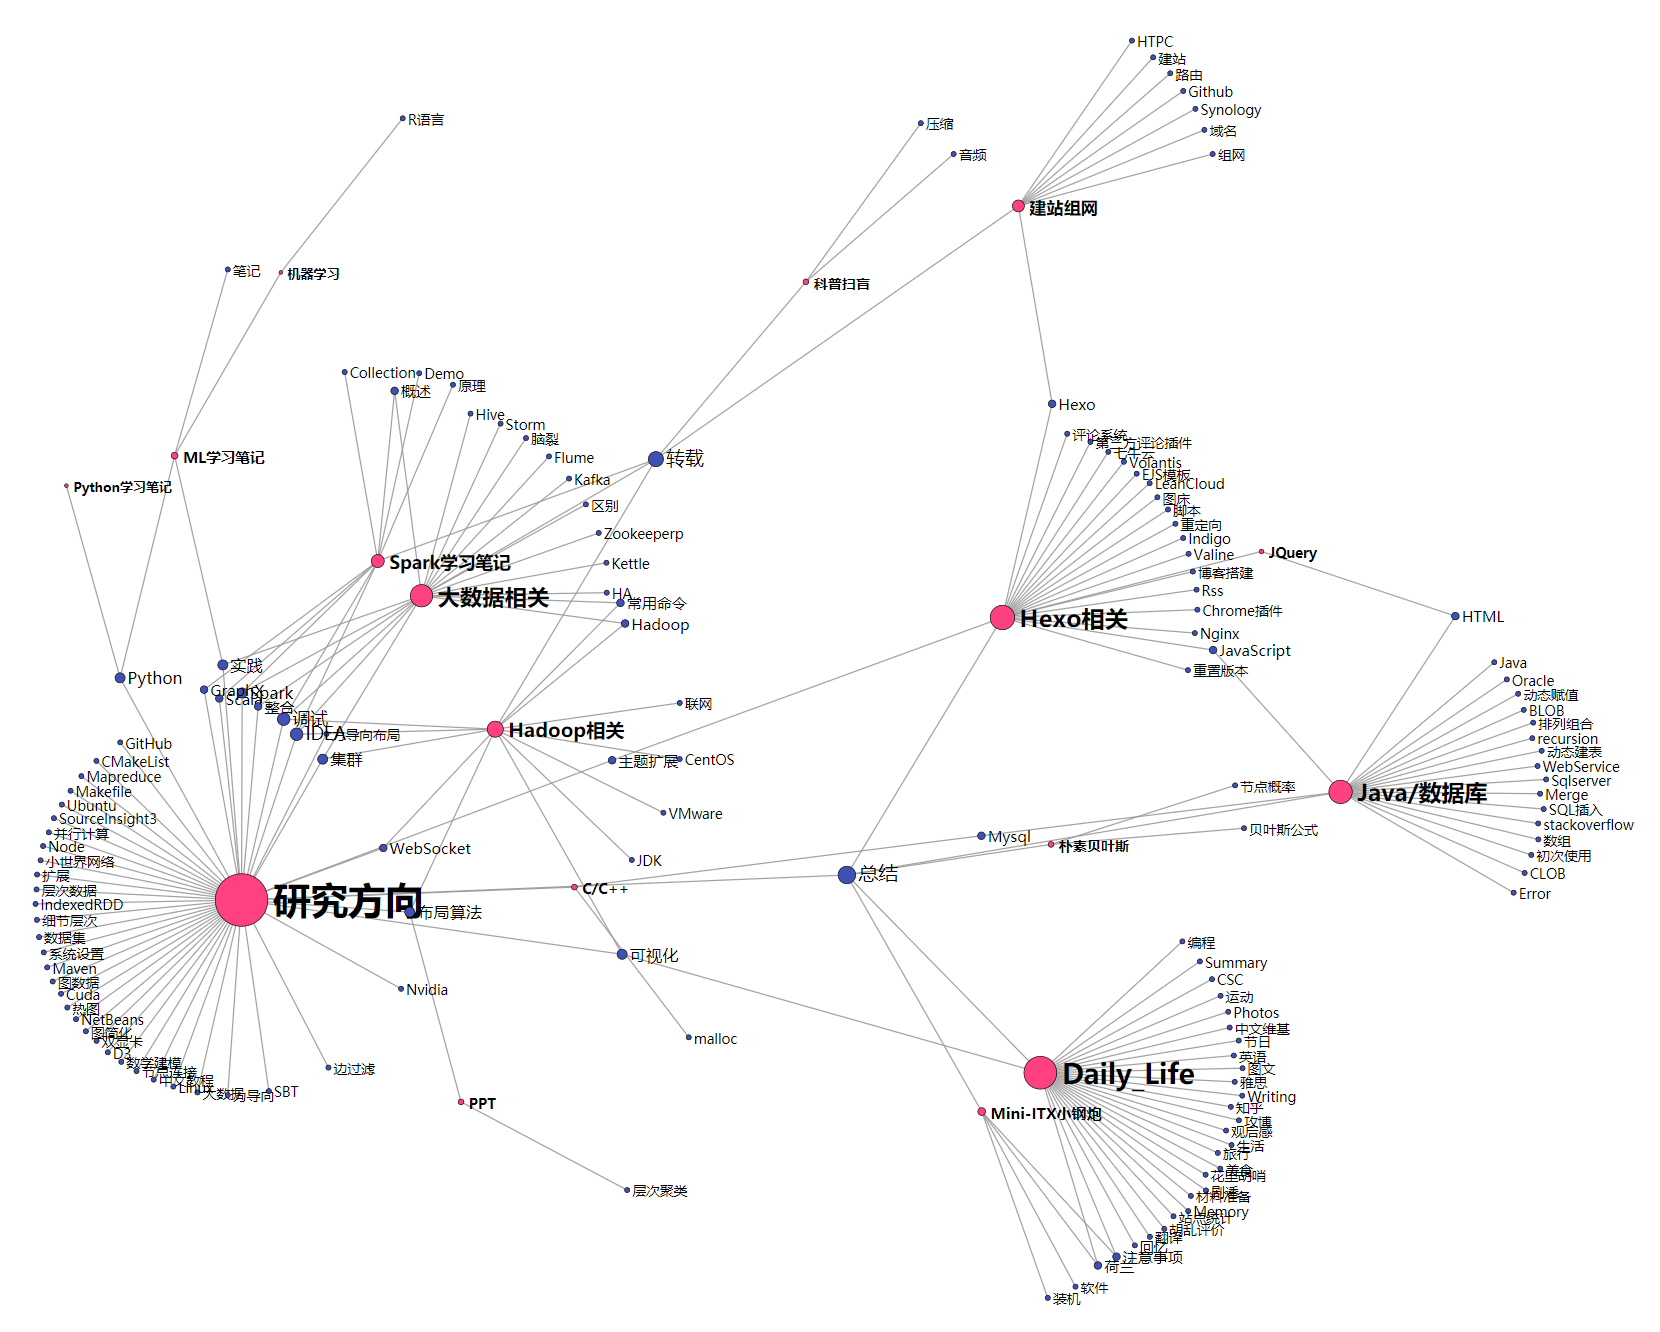 HTPC
建站
路由
Github
Synology
域名
组网
建站组网
R语言
压缩
音频
笔记
机器学习
科普扫盲
Collection
Demo
概述
原理
Hive
Storm
脑裂
Flume
Kafka
区别
Zookeeperp
Kettle
HA
常用命令
Hadoop
转载
ML学习笔记
Python学习笔记
Spark学习笔记
大数据相关
Hexo
评论系统
第三方评论插件
七牛云
Volantis
EJS模板
LeanCloud
图床
脚本
重定向
Indigo
Valine
JQuery
博客搭建
Rss
Chrome插件
Nginx
JavaScript
重置版本
Hexo相关
HTML
Java
Oracle
动态赋值
BLOB
排列组合
recursion
动态建表
WebService
Sqlserver
Merge
SQL插入
stackoverflow
数组
初次使用
CLOB
Error
Java/数据库
Python
实践
GraphX
Spark
Scala
整合
调试
IDEA
力导向布局
集群
Hadoop相关
联网
主题扩展
CentOS
VMware
JDK
节点概率
贝叶斯公式
Mysql
朴素贝叶斯
WebSocket
C/C++
总结
布局算法
可视化
Nvidia
malloc
GitHub
CMakeList
Mapreduce
Makefile
Ubuntu
SourceInsight3
并行计算
Node
小世界网络
扩展
层次数据
IndexedRDD
细节层次
数据集
系统设置
Maven
图数据
Cuda
热图
NetBeans
图简化
双显卡
D3
数学建模
节点连接
中文教程
Linux
大数据
力导向
SBT
边过滤
研究方向
PPT
层次聚类
编程
Summary
CSC
运动
Photos
中文维基
节日
英语
图文
雅思
Writing
知乎
攻博
观后感
生活
旅行
美食
花里胡哨
材料准备
Memory
站点统计
胡乱评价
翻译
回忆
注意事项
荷兰
软件
装机
Daily_Life
Mini-ITX小钢炮